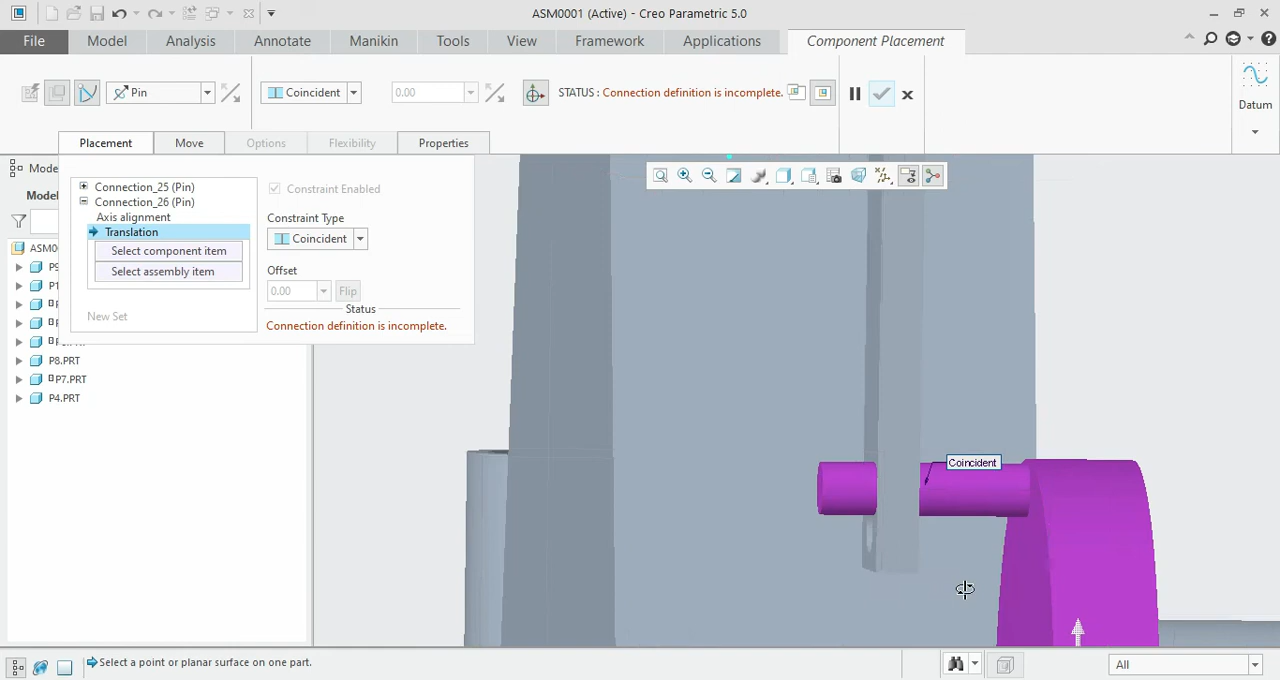 ASM0001 (Active) - Creo Parametric 5.0
File
Model
Analysis
Annotate
Manikin
Tools
View
Framework
Applications
Component Placement
Pin
Coincident
0.00
STATUS : Connection definition is incomplete.
Datum
Placement
Move
Options
Flexibility
Properties
Connection_25 (Pin)
Connection_26 (Pin)
Axis alignment
Translation
Select component item
Select assembly item
New Set
Constraint Enabled
Constraint Type
Coincident
Offset
0.00
Flip
Status
Connection definition is incomplete.
P8.PRT
P7.PRT
P4.PRT
Coincident
Select a point or planar surface on one part.
All